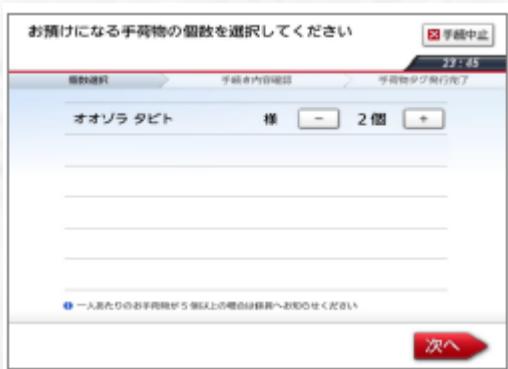 お預けになる手荷物の個数を選択してください
手続中止
23:45
個数選択 手続き内容確認 手荷物タグ発行完了
オオゾラ タビト 様 - 2個 +
一人あたりのお手荷物が5個以上の場合は係員へお知らせください
次へ